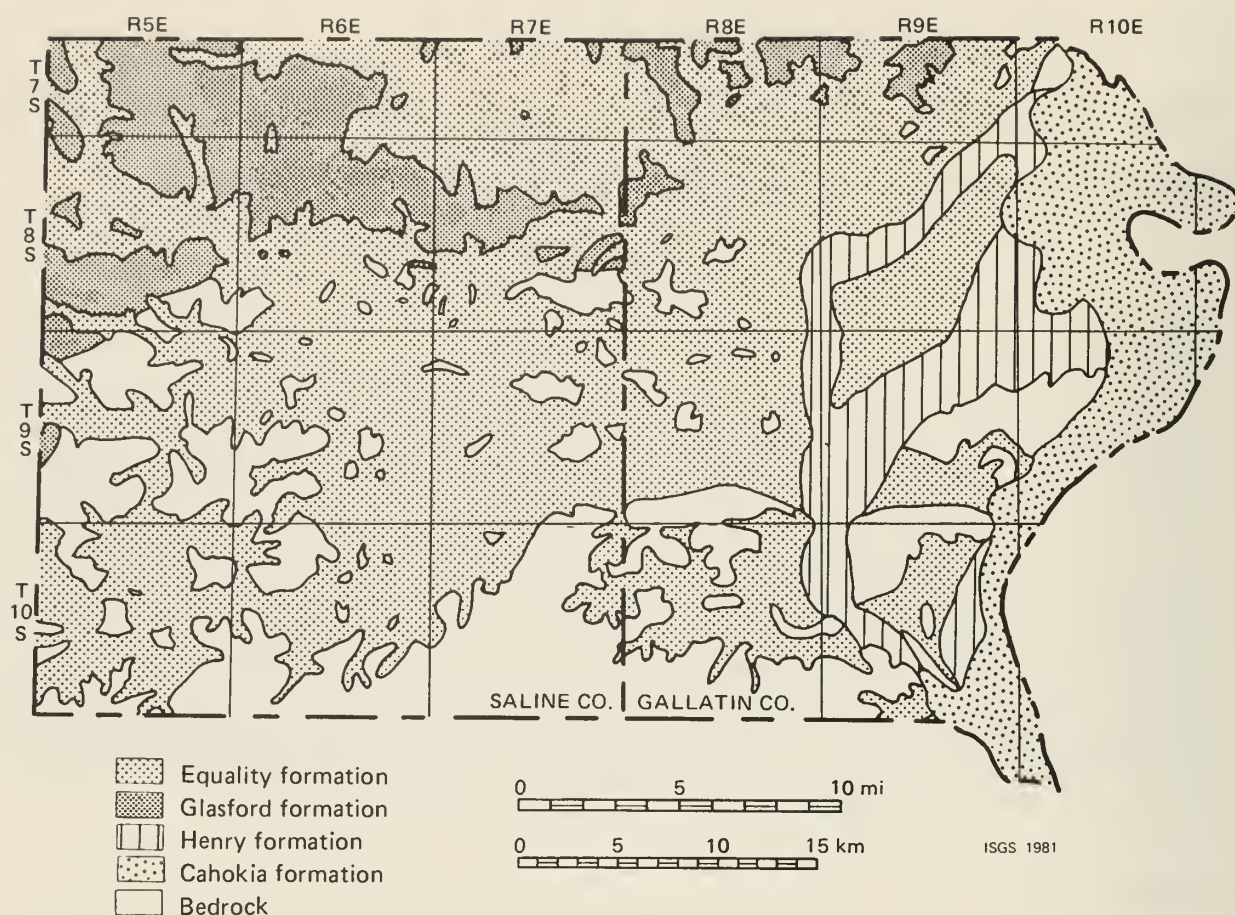 R5E R6E R7E R8E R9E R10E
T
7
S
T
8
S
T
9
S
T
10
S
SALINE CO. GALLATIN CO.
Equality formation
Glasford formation
Henry formation
Cahokia formation
Bedrock
0 5 10 mi
0 5 10 15 km
ISGS 1981